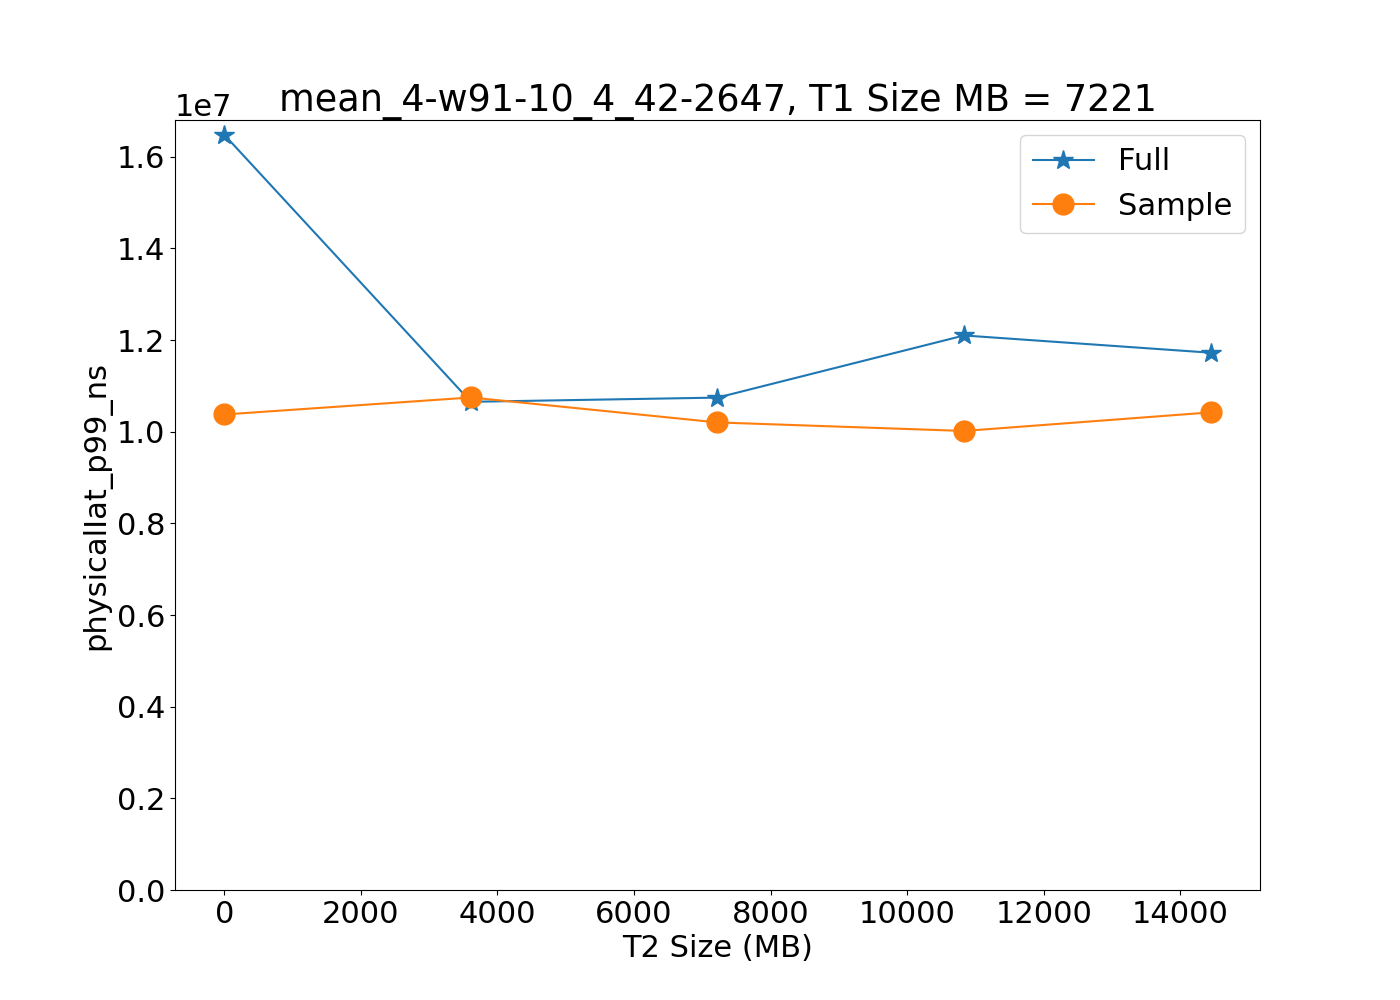 mean_4-w91-10_4_42-2647, T1 Size MB = 7221
1e7
Full
Sample
1.6
1.4
1.2
1.0
0.8
0.6
0.4
0.2
0.0
physicallat_p99_ns
0 2000 4000 6000 8000 10000 12000 14000
T2 Size (MB)